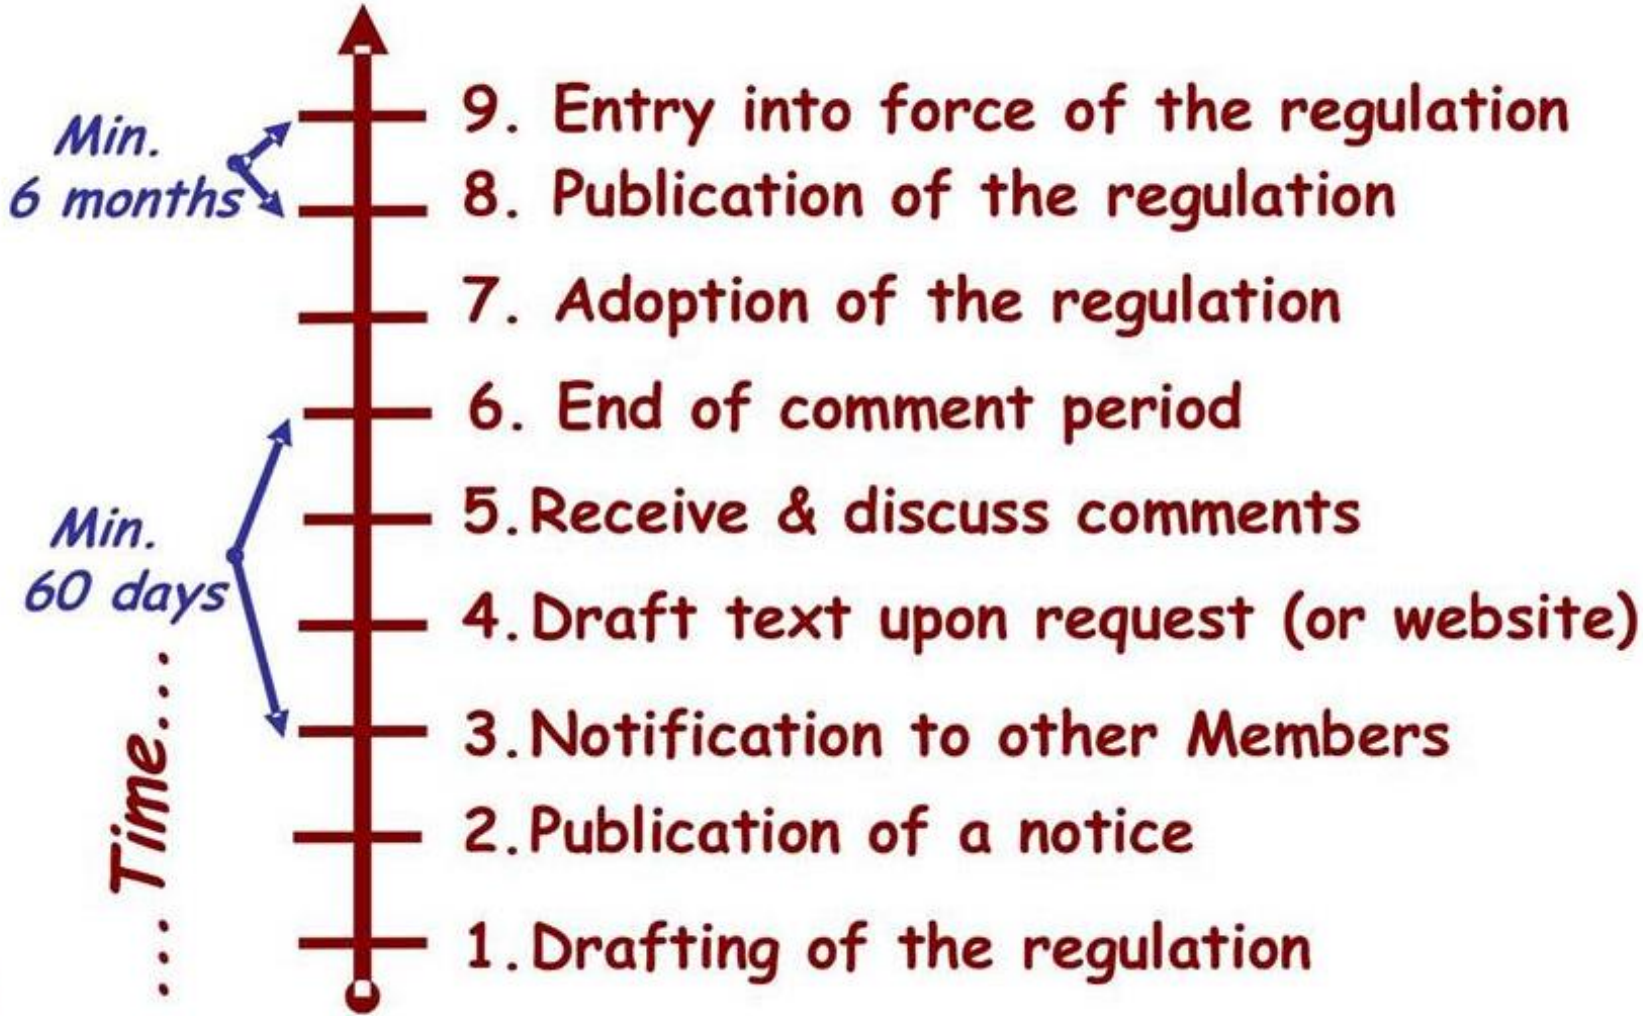 9. Entry into force of the regulation
Min.
6 months
8. Publication of the regulation
7. Adoption of the regulation
6. End of comment period
5. Receive & discuss comments
Min.
60 days
4. Draft text upon request (or website)
3. Notification to other Members
2. Publication of a notice
1. Drafting of the regulation
.... Time....